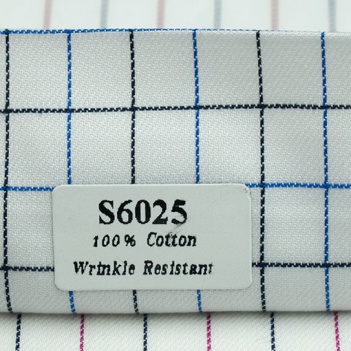 S6025
100% Cotton
Wrinkle Resistant